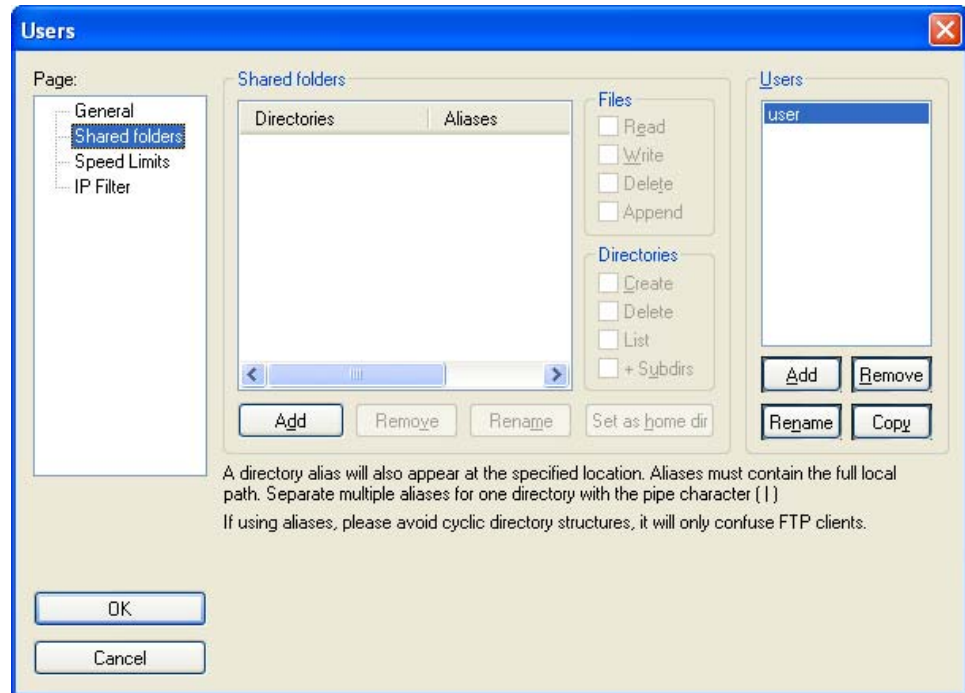 Users
Page:
General
Shared folders
Speed Limits
IP Filter
Shared folders
Directories Aliases
Files
Read
Write
Delete
Append
Directories
Create
Delete
List
+ Subdirs
Add Remove Rename Set as home dir
Users
user
Add Remove
Rename Copy
A directory alias will also appear at the specified location. Aliases must contain the full local
path. Separate multiple aliases for one directory with the pipe character ( | )
If using aliases, please avoid cyclic directory structures, it will only confuse FTP clients.
OK
Cancel